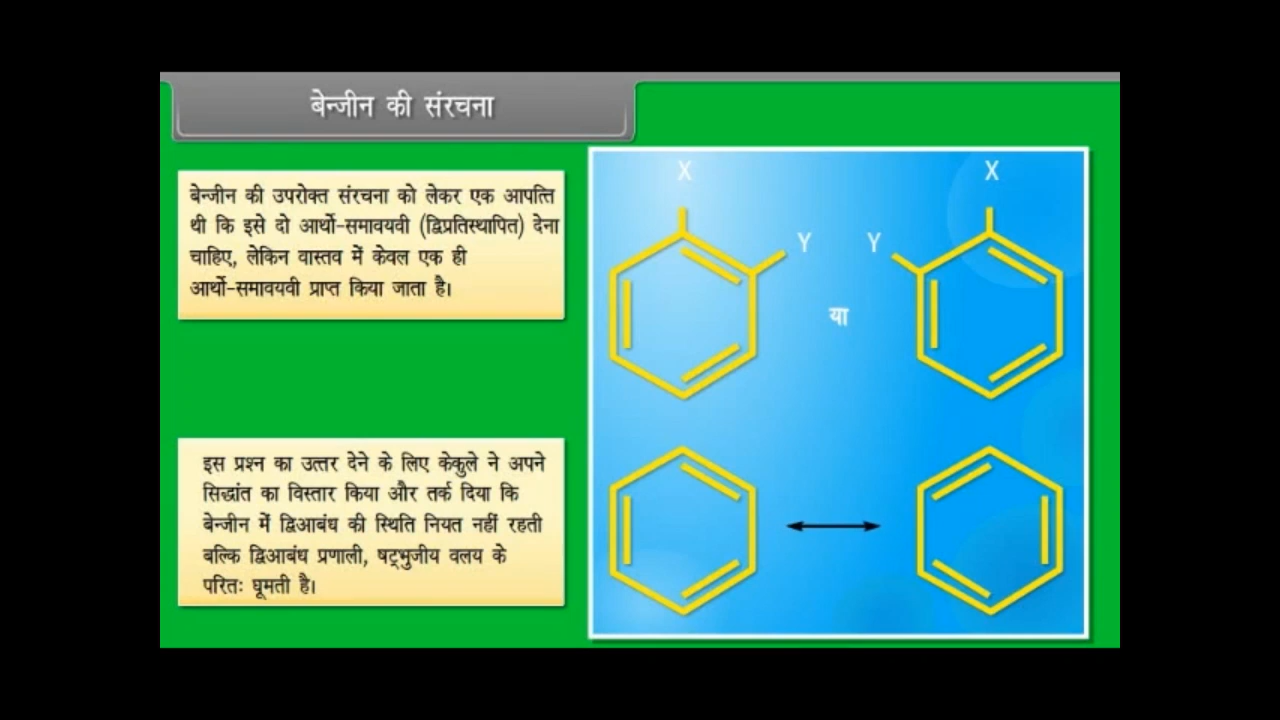 बेन्जीन की संरचना
बेन्जीन की उपरोक्त संरचना को लेकर एक आपत्ति
थी कि इसे दो आर्थो-समावयवी (द्विप्रतिस्थापित) देना
चाहिए, लेकिन वास्तव में केवल एक ही
आर्थो-समावयवी प्राप्त किया जाता है।
इस प्रश्न का उत्तर देने के लिए केकुले ने अपने
सिद्धांत का विस्तार किया और तर्क दिया कि
बेन्जीन में द्विआबंध की स्थिति नियत नहीं रहती
बल्कि द्विआबंध प्रणाली, षट्भुजीय वलय के
परितः घूमती है।
X X
Y Y
या